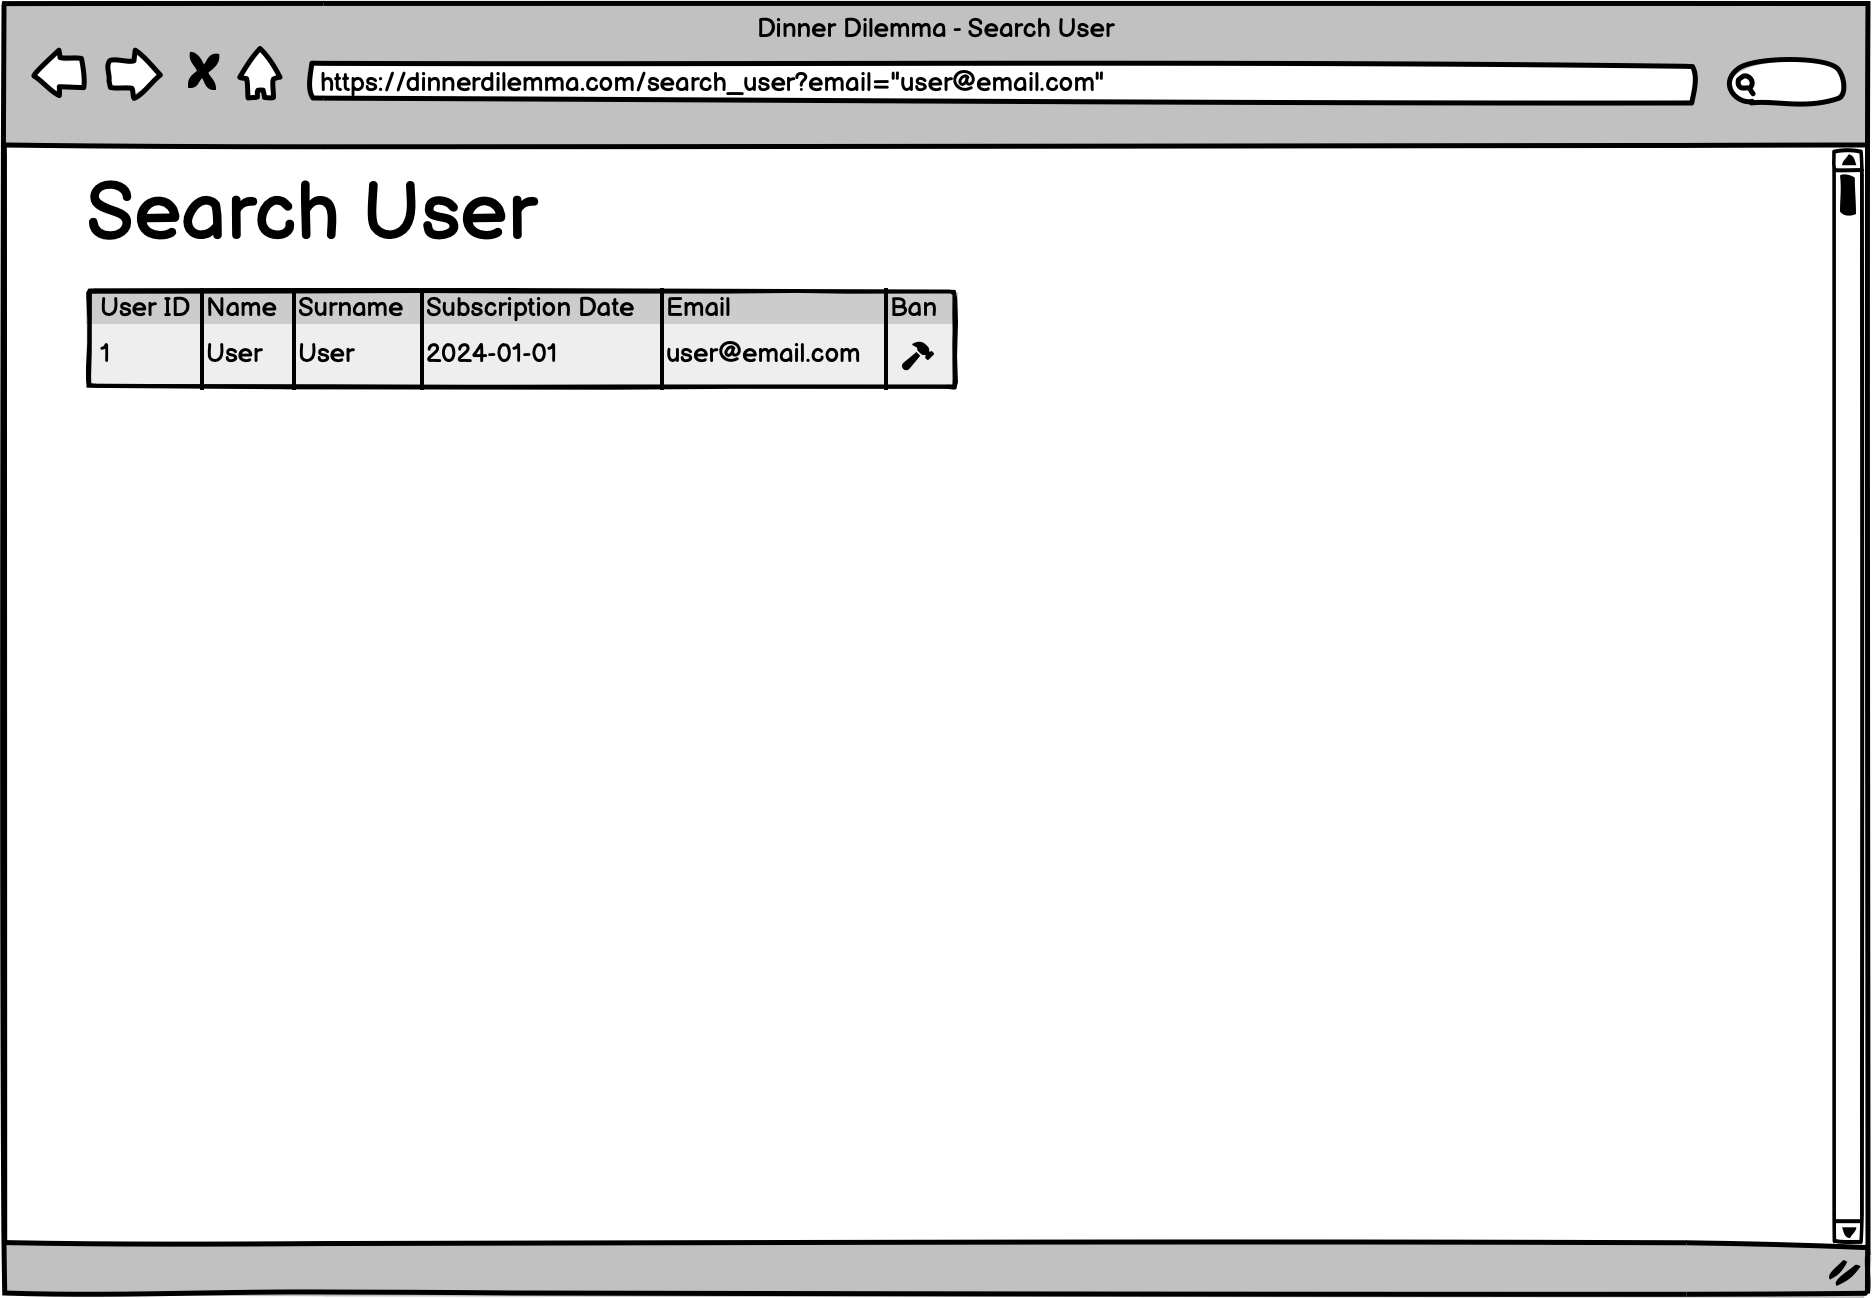 Dinner Dilemma - Search User
https://dinnerdilemma.com/search_user?email="user@email.com"
Search User
User ID Name Surname Subscription Date Email Ban
1 User User 2024-01-01 user@email.com